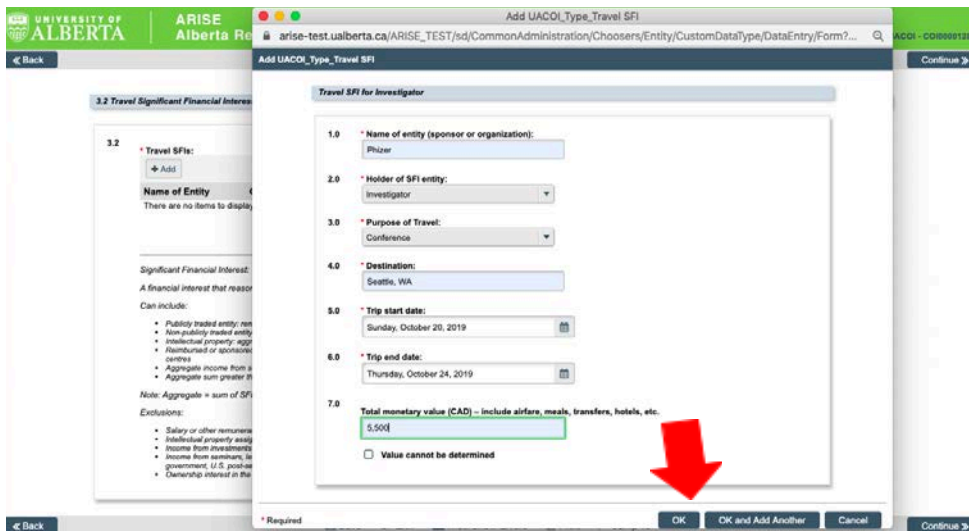 UNIVERSITY OF
ALBERTA
ARISE
Alberta Re
Add UACOI_Type_Travel SFI
arise-test.ualberta.ca/ARISE_TEST/sd/CommonAdministration/Choosers/Entity/CustomDataType/DataEntry/Form?...
« Back
Add UACOI_Type_Travel SFI
Continue »
3.2 Travel Significant Financial Interes
Travel SFI for Investigator
3.2
* Travel SFIs:
+ Add
Name of Entity
There are no items to display
Significant Financial Interest:
A financial interest that reason
Can include:
• Publicly traded entity: rem
• Non-publicly traded entity
• Intellectual property: aggr
• Reimbursed or sponsored
centres
• Aggregate income from s
• Aggregate sum greater th
Note: Aggregate = sum of SFI
Exclusions:
• Salary or other remunera
• Intellectual property assig
• Income from investments
• Income from seminars, le
government, U.S. post-se
• Ownership interest in the
1.0 * Name of entity (sponsor or organization):
Phizer
2.0 * Holder of SFI entity:
Investigator
3.0 * Purpose of Travel:
Conference
4.0 * Destination:
Seattle, WA
5.0 * Trip start date:
Sunday, October 20, 2019
6.0 * Trip end date:
Thursday, October 24, 2019
7.0 Total monetary value (CAD) – include airfare, meals, transfers, hotels, etc.
5,500
Value cannot be determined
* Required
OK
OK and Add Another
Cancel
« Back
Continue »